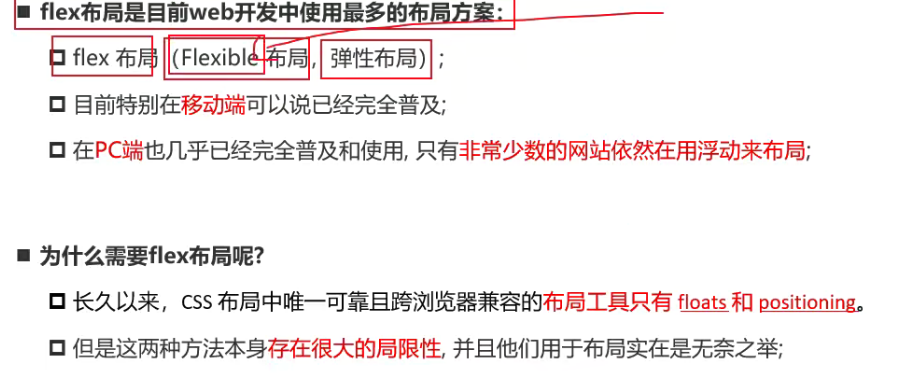 flex布局是目前web开发中使用最多的布局方案：
flex 布局（Flexible 布局，弹性布局）;
目前特别在移动端可以说已经完全普及;
在PC端也几乎已经完全普及和使用, 只有非常少数的网站依然在用浮动来布局;
为什么需要flex布局呢？
长久以来，CSS 布局中唯一可靠且跨浏览器兼容的布局工具只有 floats 和 positioning。
但是这两种方法本身存在很大的局限性, 并且他们用于布局实在是无奈之举;